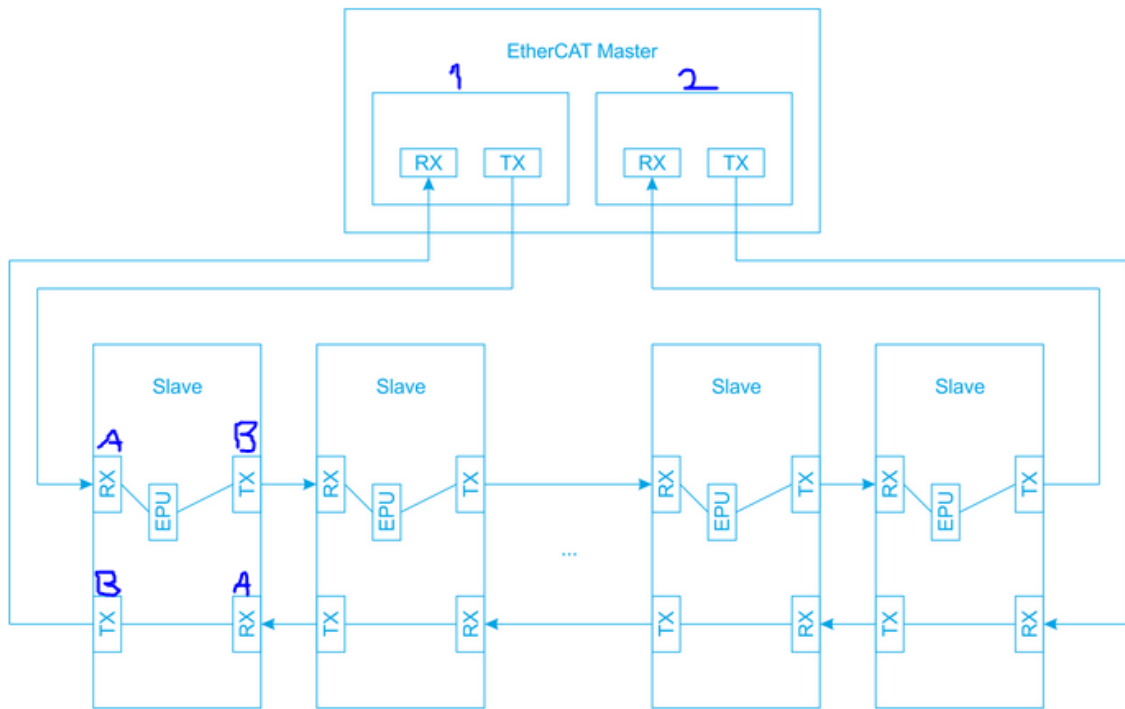 EtherCAT Master
1 2
RX TX RX TX
Slave Slave Slave Slave
A B
RX EPU TX RX EPU TX RX EPU TX RX EPU TX
...
B A
TX RX TX RX TX RX TX RX